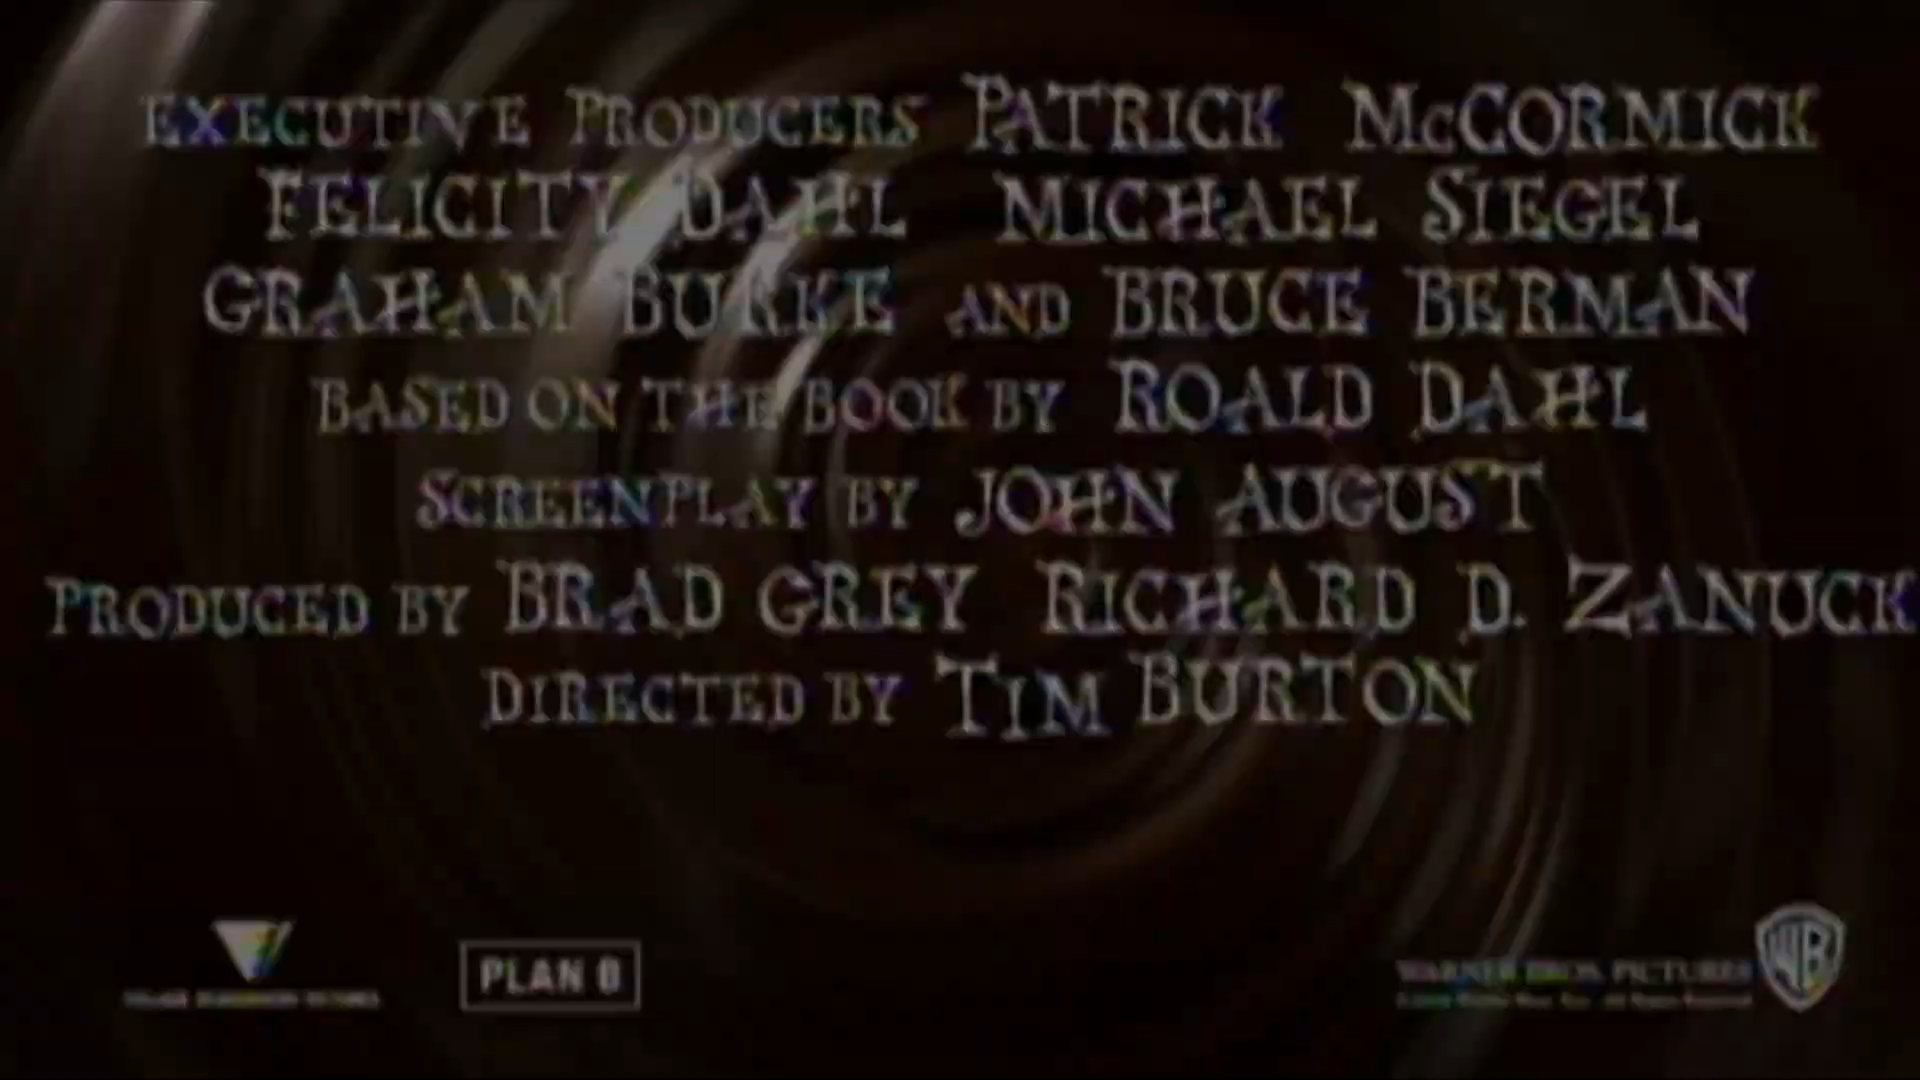 EXECUTIVE PRODUCERS PATRICK McCORMICK
FELICITY DAHL MICHAEL SIEGEL
GRAHAM BURKE AND BRUCE BERMAN
BASED ON THE BOOK BY ROALD DAHL
SCREENPLAY BY JOHN AUGUST
PRODUCED BY BRAD GREY RICHARD D. ZANUCK
DIRECTED BY TIM BURTON
PLAN B
WARNER BROS. PICTURES
WB